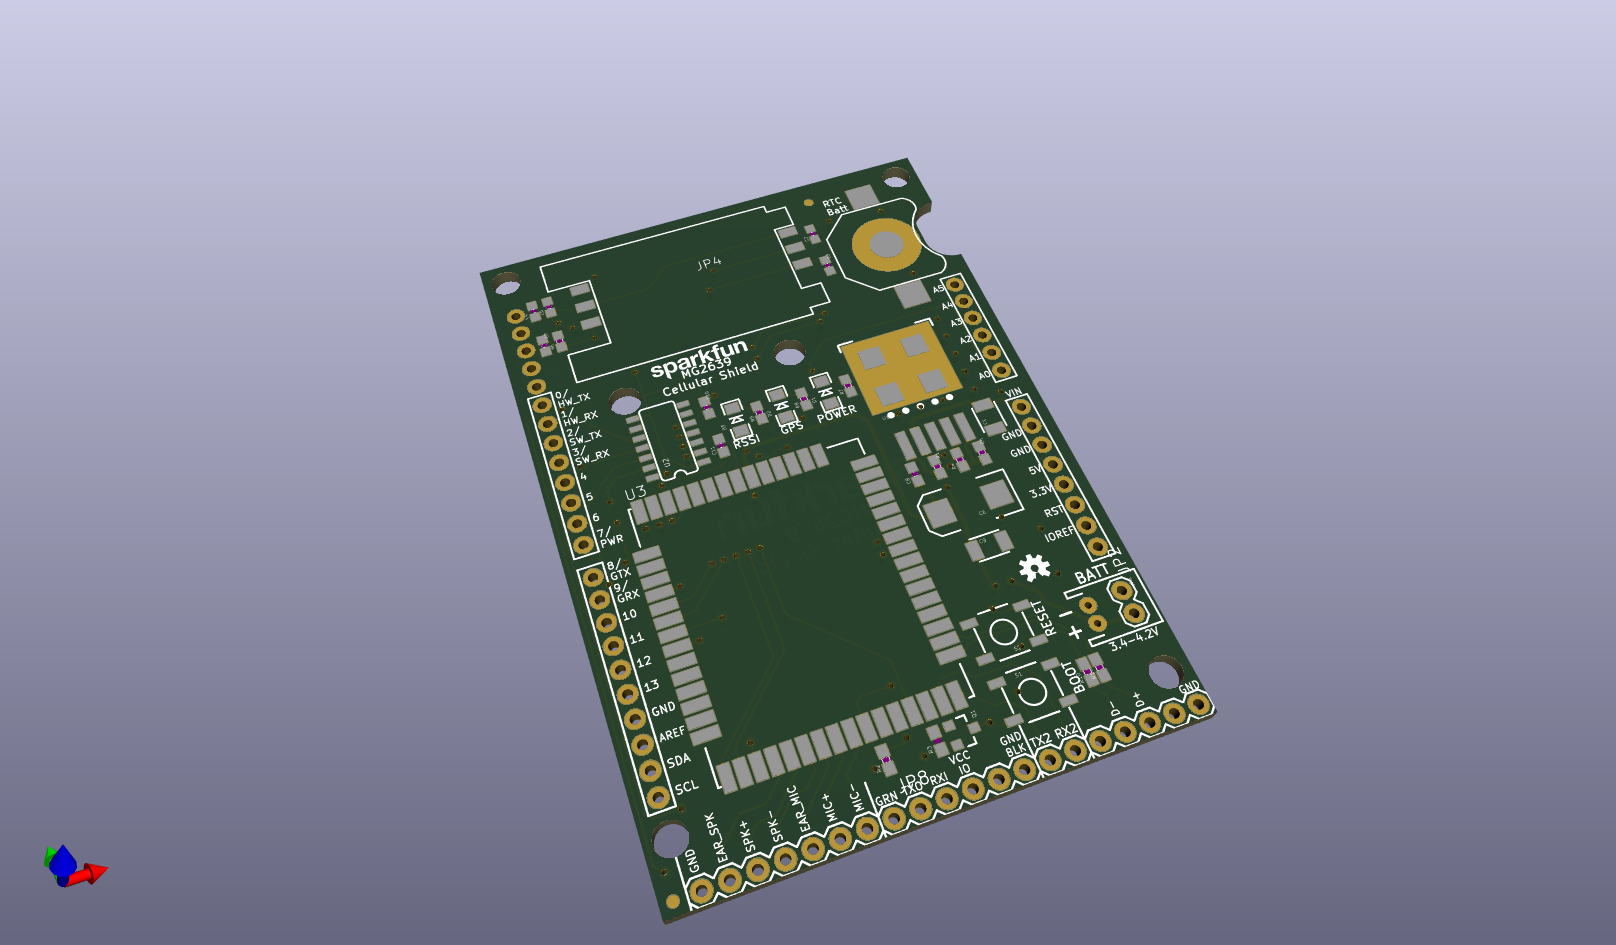 RTC
Batt
JP4
sparkfun
MG2639
Cellular Shield
RSSI
GPS
POWER
U2
U3
A5
A4
A3
A2
A1
A0
VIN
GND
GND
5V
3.3V
RST
IOREF
0/
HW_TX
1/
HW_RX
2/
SW_TX
3/
SW_RX
4
5
6
7/
PWR
8/
GTX
9/
GRX
10
11
12
13
GND
AREF
SDA
SCL
BATT
JP2
- +
3.4-4.2V
RESET
BOOT
GND
EAR_SPK
SPK+
SPK-
EAR_MIC
MIC+
MIC-
JP8
GRN
TXO
RXI
VCC
IO
GND
BLK
TX2
RX2
D-
D+
GND